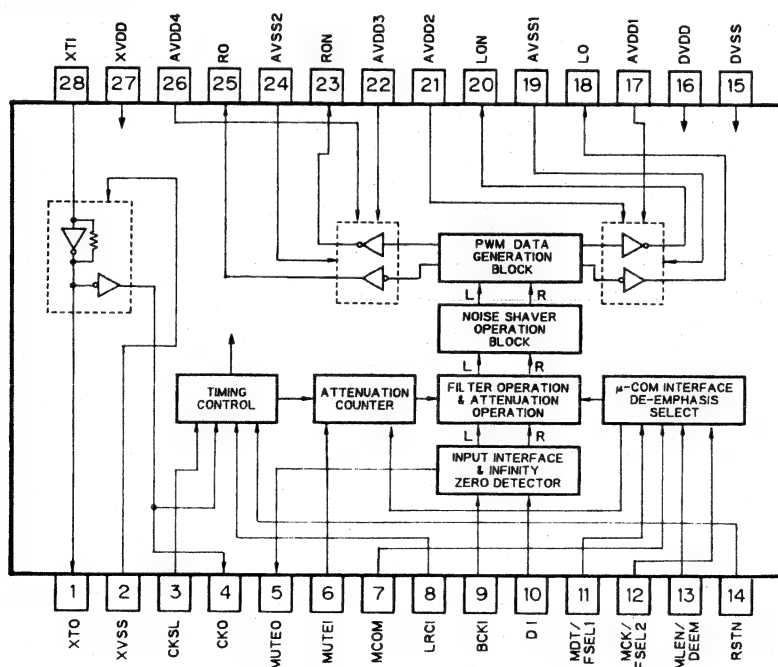 XTI XVDD AVDD4 RO AVSS2 RON AVDD3 AVDD2 LON AVSS1 LO AVDD1 DVDD DVSS
28 27 26 25 24 23 22 21 20 19 18 17 16 15
PWM DATA
GENERATION
BLOCK
L R
NOISE SHAVER
OPERATION
BLOCK
L R
TIMING
CONTROL
ATTENUATION
COUNTER
FILTER OPERATION
& ATTENUATION
OPERATION
μ-COM INTERFACE
DE-EMPHASIS
SELECT
L R
INPUT INTERFACE
& INFINITY
ZERO DETECTOR
1 2 3 4 5 6 7 8 9 10 11 12 13 14
XTO XVSS CKSL CKO MUTEO MUTEI MCOM LRCI BCKI DI MDT/
FSEL1 MCK/
FSEL2 MLEN/
DEEM RSTN